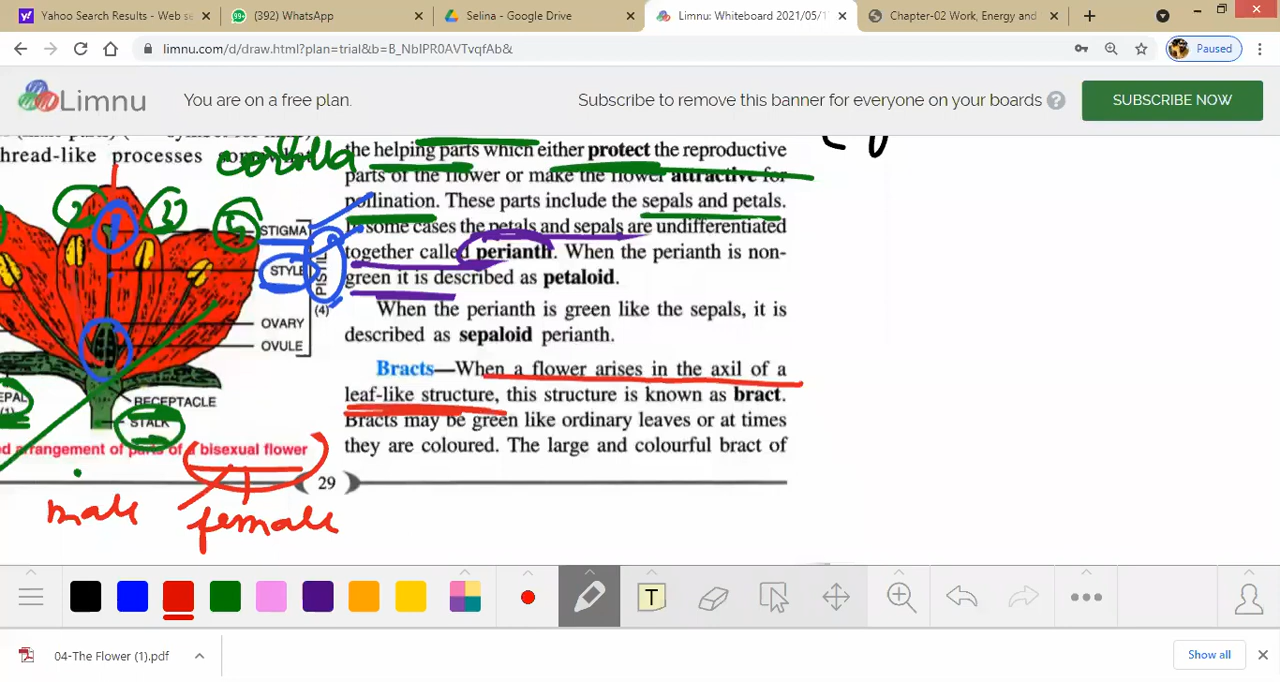 Yahoo Search Results - Web se
(392) WhatsApp
Selina - Google Drive
Limnu: Whiteboard 2021/05/1
Chapter-02 Work, Energy and
limnu.com/d/draw.html?plan=trial&b=B_NbIPR0AVTvqfAb&
Paused
Limnu
You are on a free plan.
Subscribe to remove this banner for everyone on your boards
SUBSCRIBE NOW
hread-like processes somewhat
corolla
2
1
3
5
STIGMA
STYLE
PISTIL
(4)
OVARY
OVULE
EPAL
(1)
RECEPTACLE
STALK
ed arrangement of parts of a bisexual flower
male
female
the helping parts which either protect the reproductive
parts of the flower or make the flower attractive for
pollination. These parts include the sepals and petals.
In some cases the petals and sepals are undifferentiated
together called perianth. When the perianth is non-
green it is described as petaloid.
When the perianth is green like the sepals, it is
described as sepaloid perianth.
Bracts—When a flower arises in the axil of a
leaf-like structure, this structure is known as bract.
Bracts may be green like ordinary leaves or at times
they are coloured. The large and colourful bract of
29
T
04-The Flower (1).pdf
Show all